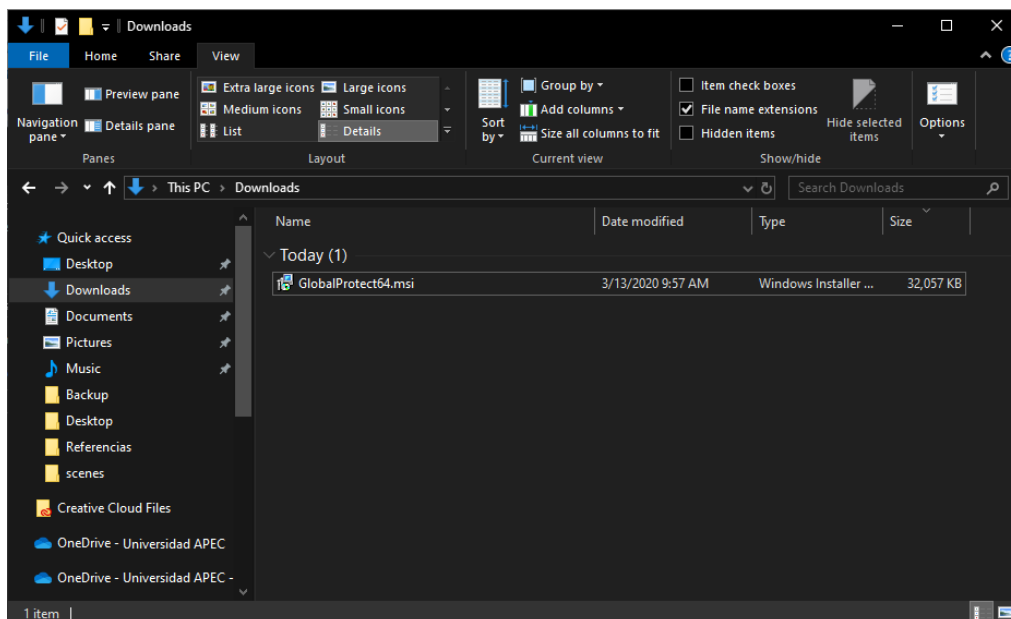 Downloads
File Home Share View
Navigation pane
Preview pane
Details pane
Panes
Extra large icons Large icons
Medium icons Small icons
List Details
Layout
Sort by
Group by
Add columns
Size all columns to fit
Current view
Item check boxes
File name extensions
Hidden items
Hide selected items
Show/hide
Options
This PC > Downloads
Search Downloads
Name Date modified Type Size
Today (1)
GlobalProtect64.msi 3/13/2020 9:57 AM Windows Installer ... 32,057 KB
Quick access
Desktop
Downloads
Documents
Pictures
Music
Backup
Desktop
Referencias
scenes
Creative Cloud Files
OneDrive - Universidad APEC
OneDrive - Universidad APEC -
1 item